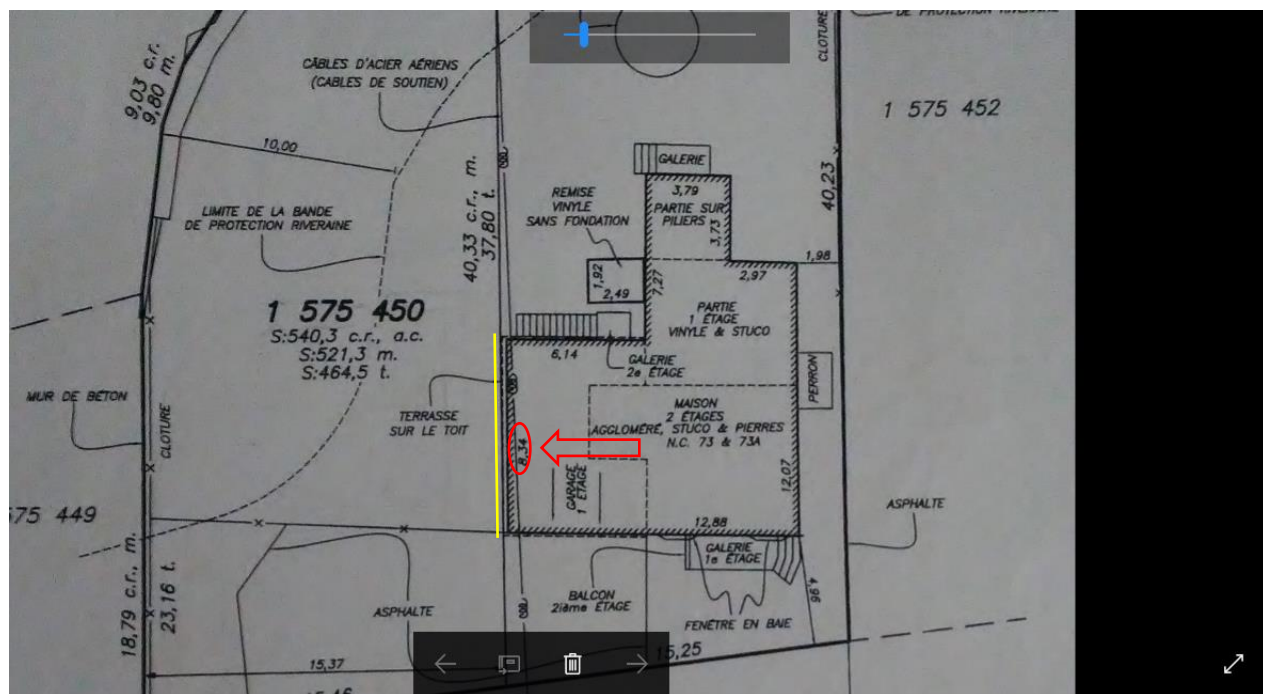 DE PROTECTION RIVERAINE
CLOTURE
CÂBLES D'ACIER AÉRIENS
(CABLES DE SOUTIEN)
9,03 c.r.
9,80 m.
1 575 452
10,00
GALERIE
3,79
PARTIE SUR
PILIERS
3,73
REMISE
VINYLE
SANS FONDATION
40,33 c.r., m.
37,80 t.
40,23
LIMITE DE LA BANDE
DE PROTECTION RIVERAINE
1,98
2,97
1,92
2,49
7,27
1 575 450
S:540,3 c.r., a.c.
S:521,3 m.
S:464,5 t.
PARTIE
1 ÉTAGE
VINYLE & STUCO
6,14
GALERIE
2e ÉTAGE
PERRON
MUR DE BÉTON
CLOTURE
TERRASSE
SUR LE TOIT
MAISON
2 ÉTAGES
AGGLOMÉRÉ, STUCO & PIERRES
N.C. 73 & 73A
8,34
GARAGE
1 ÉTAGE
12,07
575 449
ASPHALTE
12,88
GALERIE
1e ÉTAGE
4,96
18,79 c.r., m.
23,16 t.
ASPHALTE
BALCON
2ième ÉTAGE
FENÊTRE EN BAIE
15,37
15,25